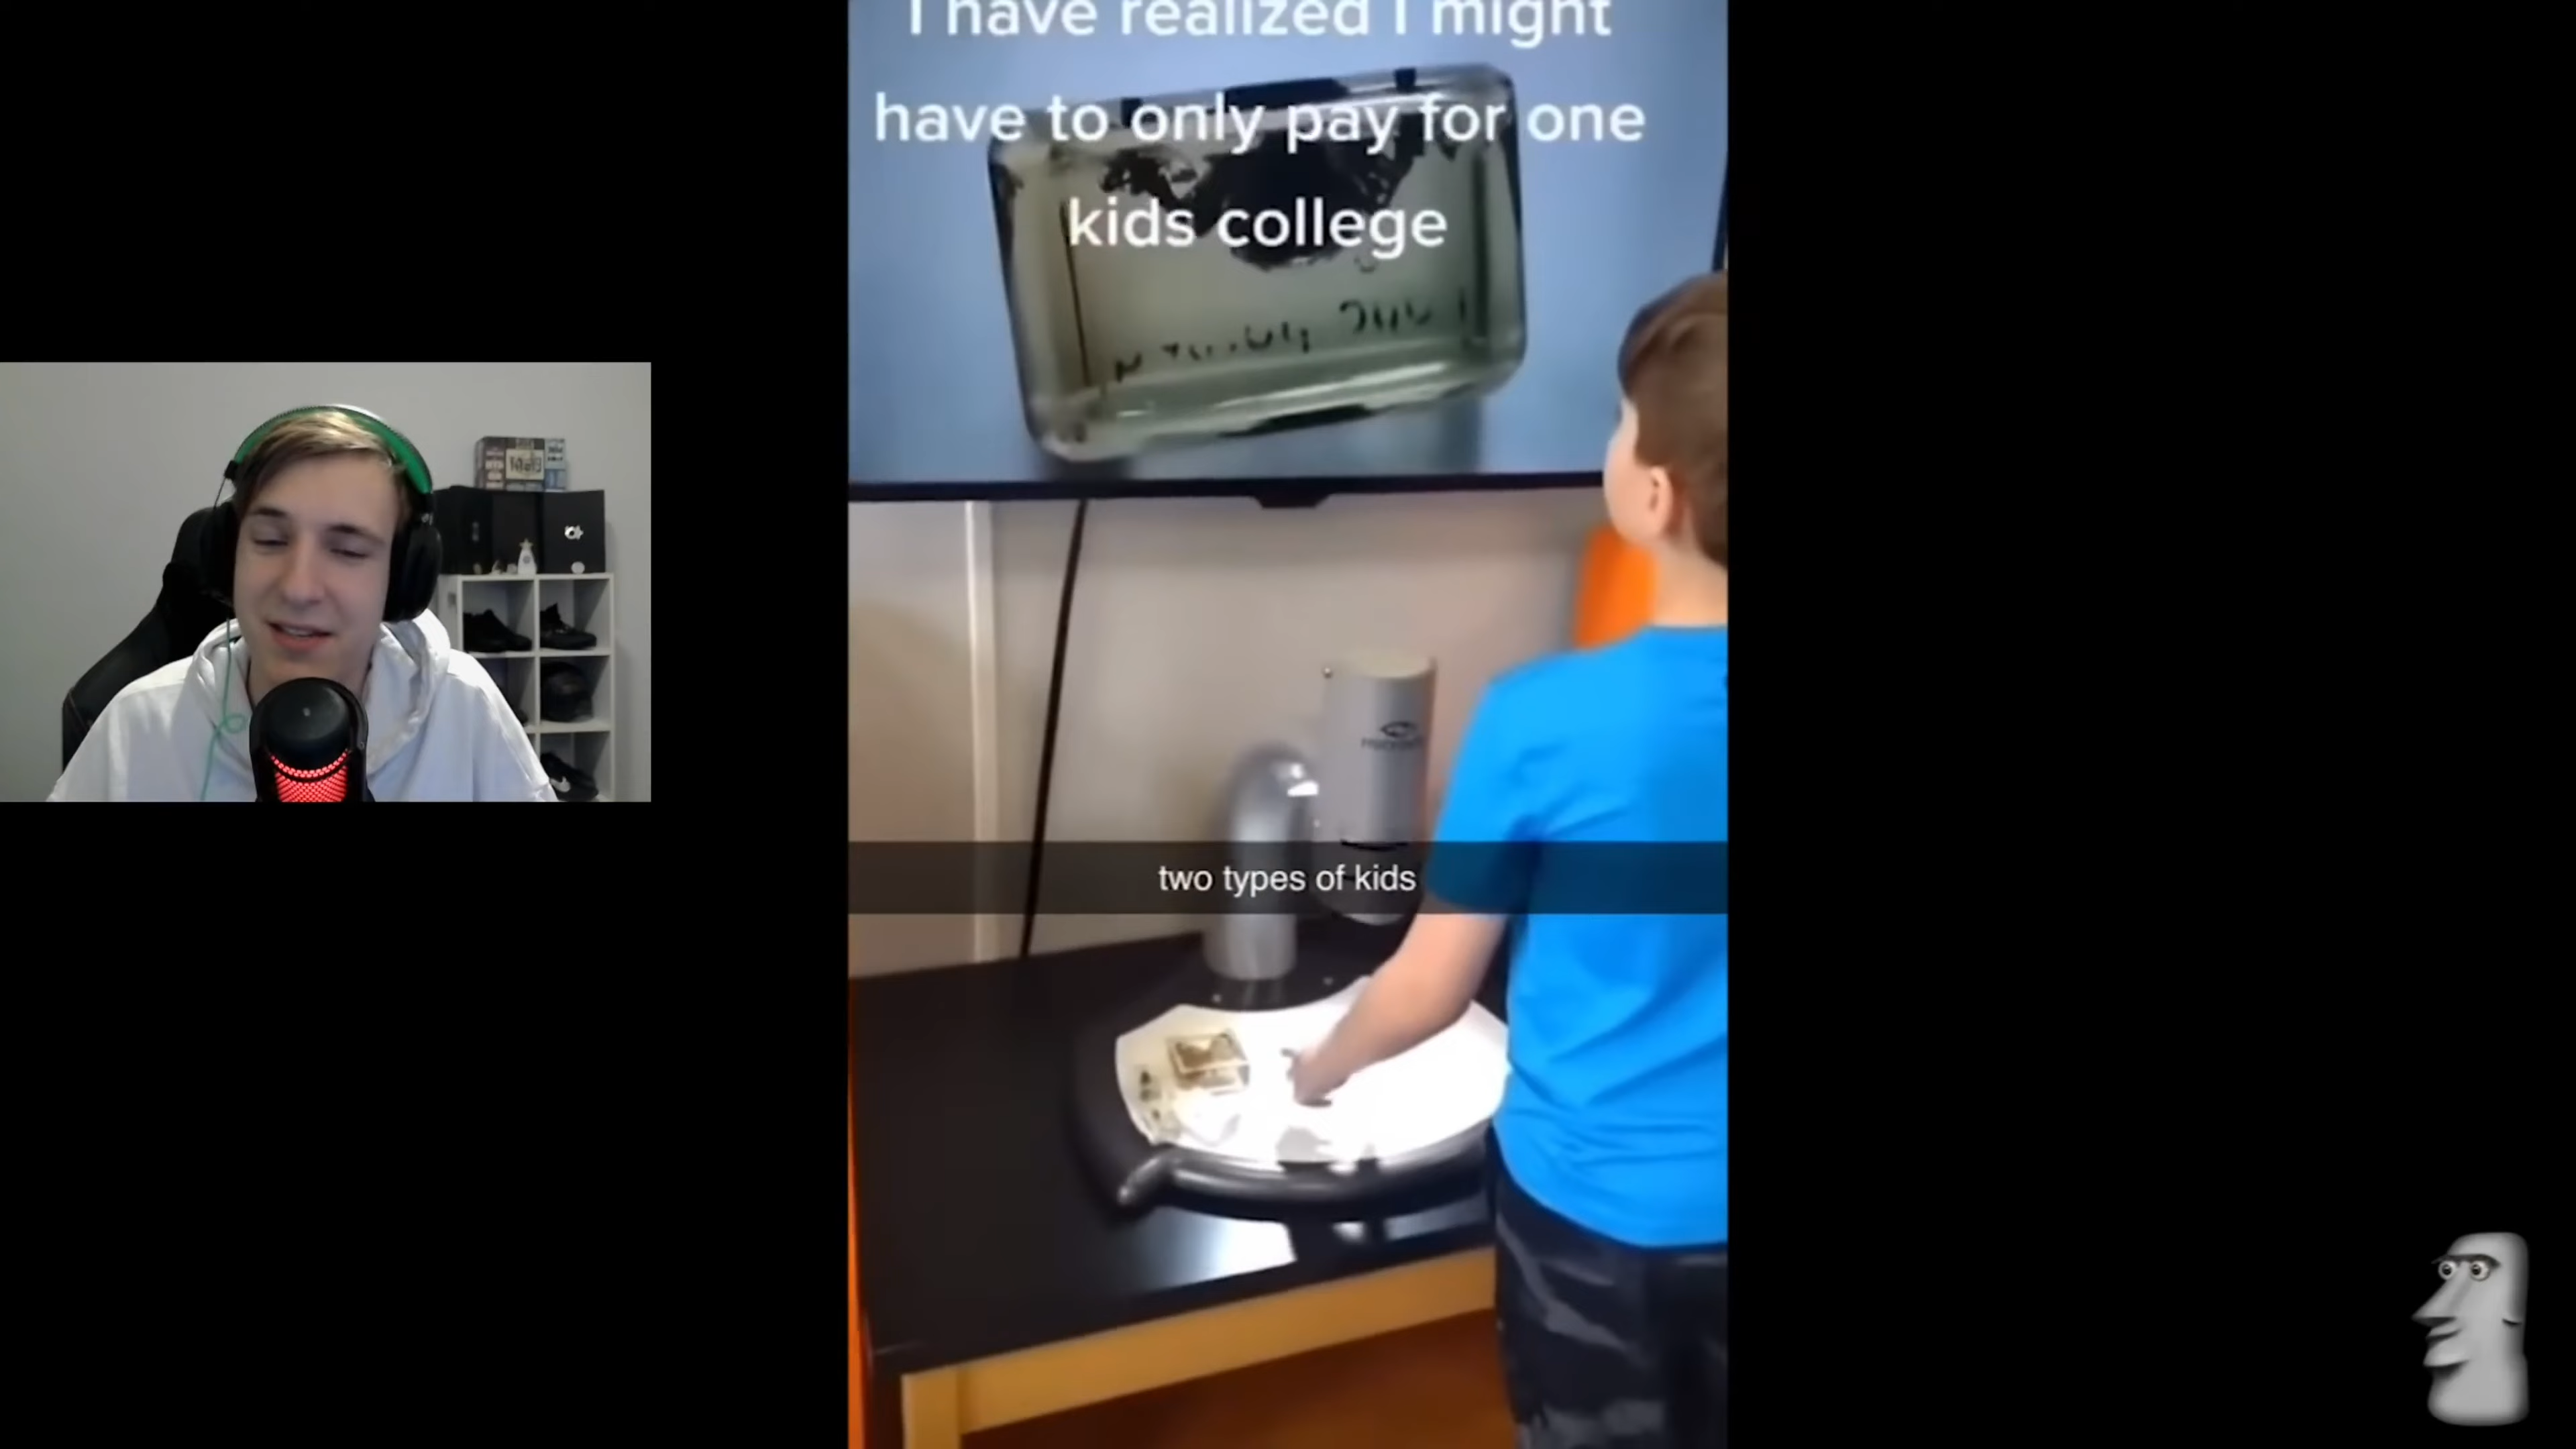 I have realized I might
have to only pay for one
kids college
two types of kids